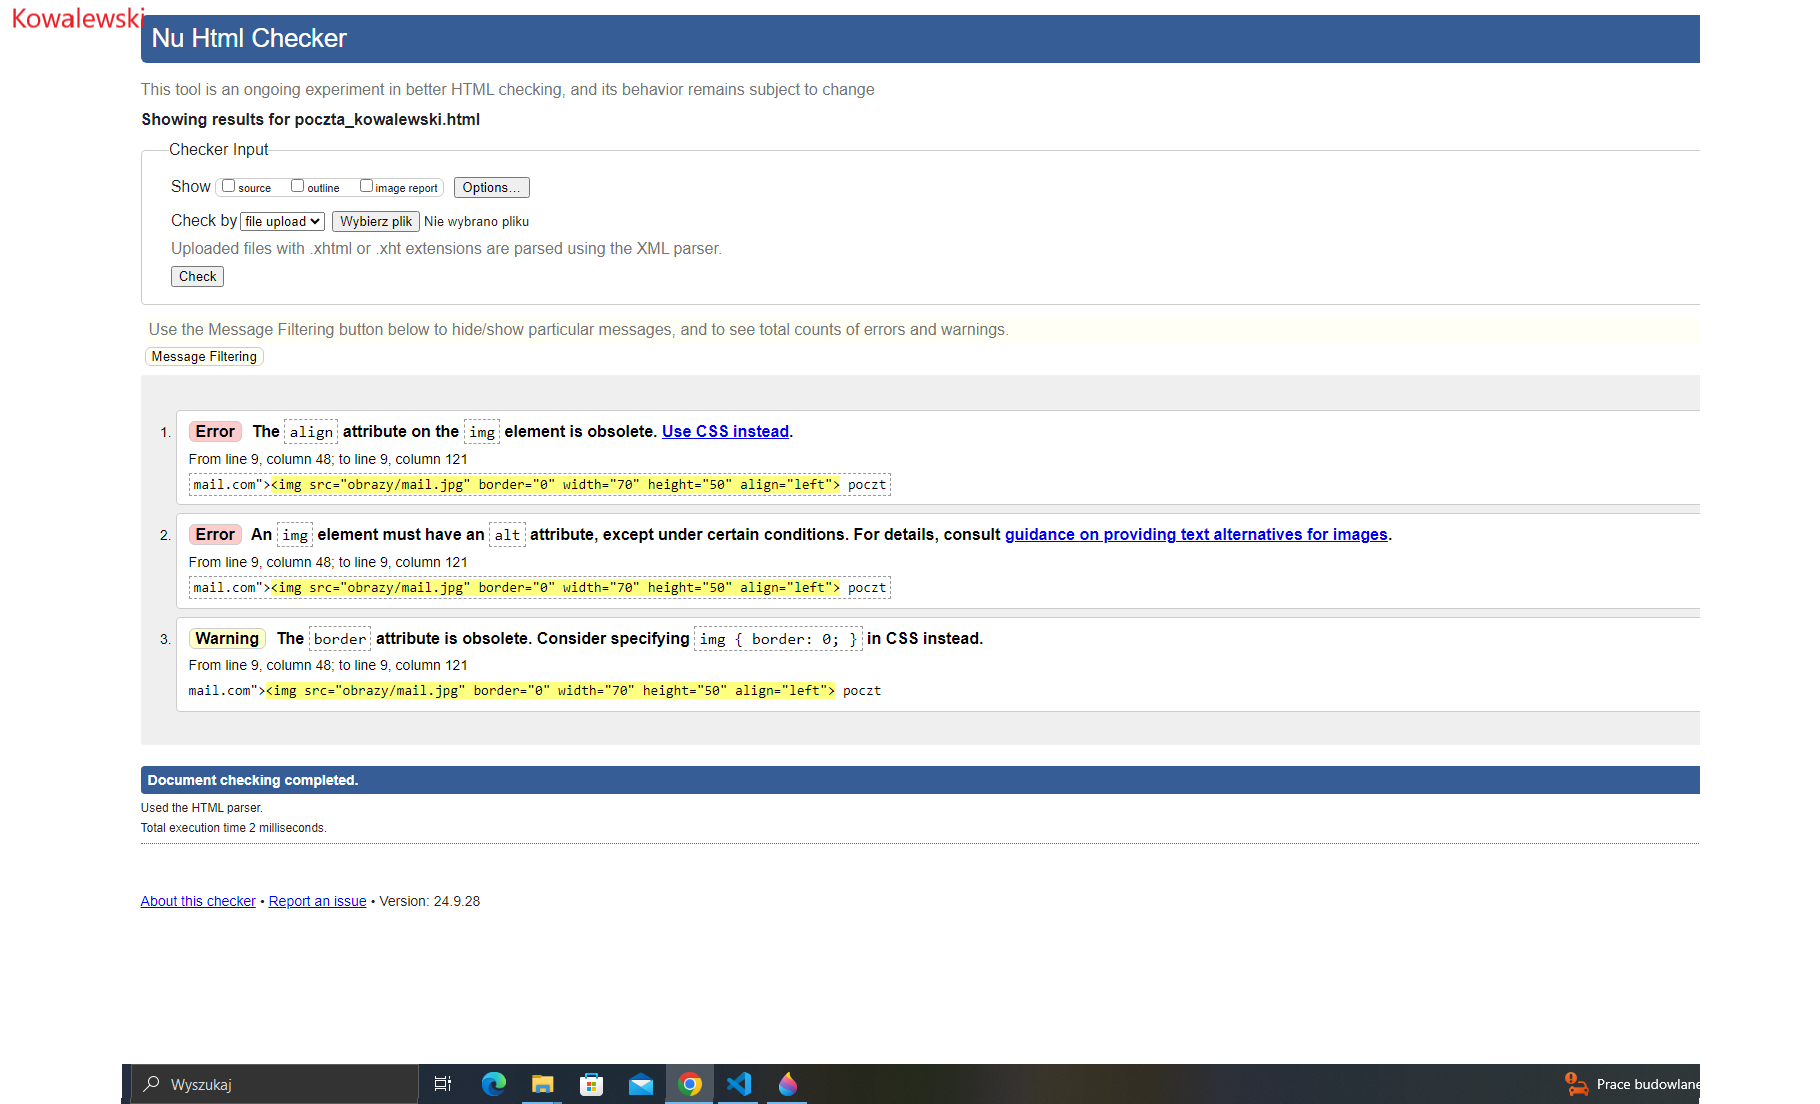 Kowalewski
Nu Html Checker
This tool is an ongoing experiment in better HTML checking, and its behavior remains subject to change
Showing results for poczta_kowalewski.html
Checker Input
Show source outline image report Options...
Check by file upload Wybierz plik Nie wybrano pliku
Uploaded files with .xhtml or .xht extensions are parsed using the XML parser.
Check
Use the Message Filtering button below to hide/show particular messages, and to see total counts of errors and warnings.
Message Filtering
1. Error The align attribute on the img element is obsolete. Use CSS instead.
From line 9, column 48; to line 9, column 121
mail.com"><img src="obrazy/mail.jpg" border="0" width="70" height="50" align="left"> poczt
2. Error An img element must have an alt attribute, except under certain conditions. For details, consult guidance on providing text alternatives for images.
From line 9, column 48; to line 9, column 121
mail.com"><img src="obrazy/mail.jpg" border="0" width="70" height="50" align="left"> poczt
3. Warning The border attribute is obsolete. Consider specifying img { border: 0; } in CSS instead.
From line 9, column 48; to line 9, column 121
mail.com"><img src="obrazy/mail.jpg" border="0" width="70" height="50" align="left"> poczt
Document checking completed.
Used the HTML parser.
Total execution time 2 milliseconds.
About this checker • Report an issue • Version: 24.9.28
Wyszukaj
Prace budowlane